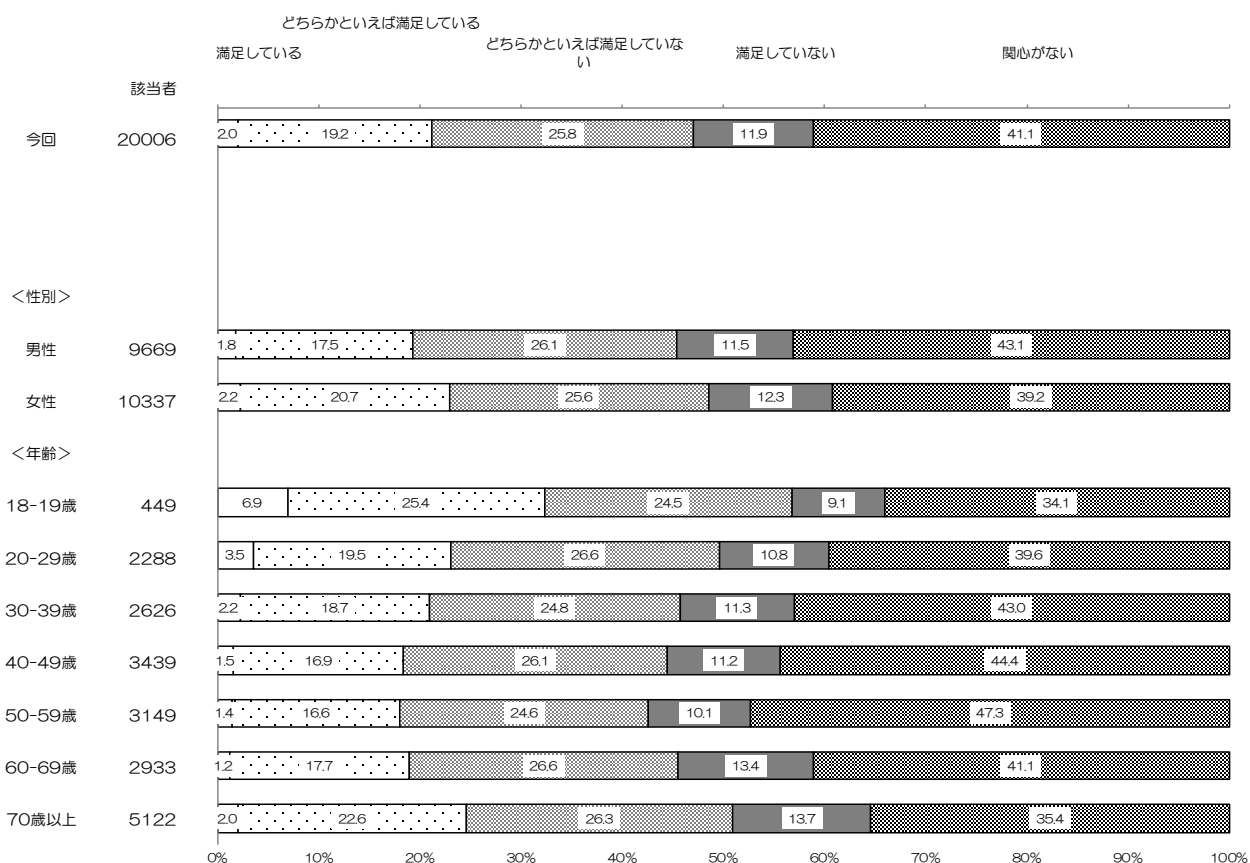 どちらかといえば満足している
満足している
どちらかといえば満足していな
い
満足していない
関心がない
該当者
今回 20006 2.0 19.2 25.8 11.9 41.1
＜性別＞
男性 9669 1.8 17.5 26.1 11.5 43.1
女性 10337 2.2 20.7 25.6 12.3 39.2
＜年齢＞
18-19歳 449 6.9 25.4 24.5 9.1 34.1
20-29歳 2288 3.5 19.5 26.6 10.8 39.6
30-39歳 2626 2.2 18.7 24.8 11.3 43.0
40-49歳 3439 1.5 16.9 26.1 11.2 44.4
50-59歳 3149 1.4 16.6 24.6 10.1 47.3
60-69歳 2933 1.2 17.7 26.6 13.4 41.1
70歳以上 5122 2.0 22.6 26.3 13.7 35.4
0% 10% 20% 30% 40% 50% 60% 70% 80% 90% 100%